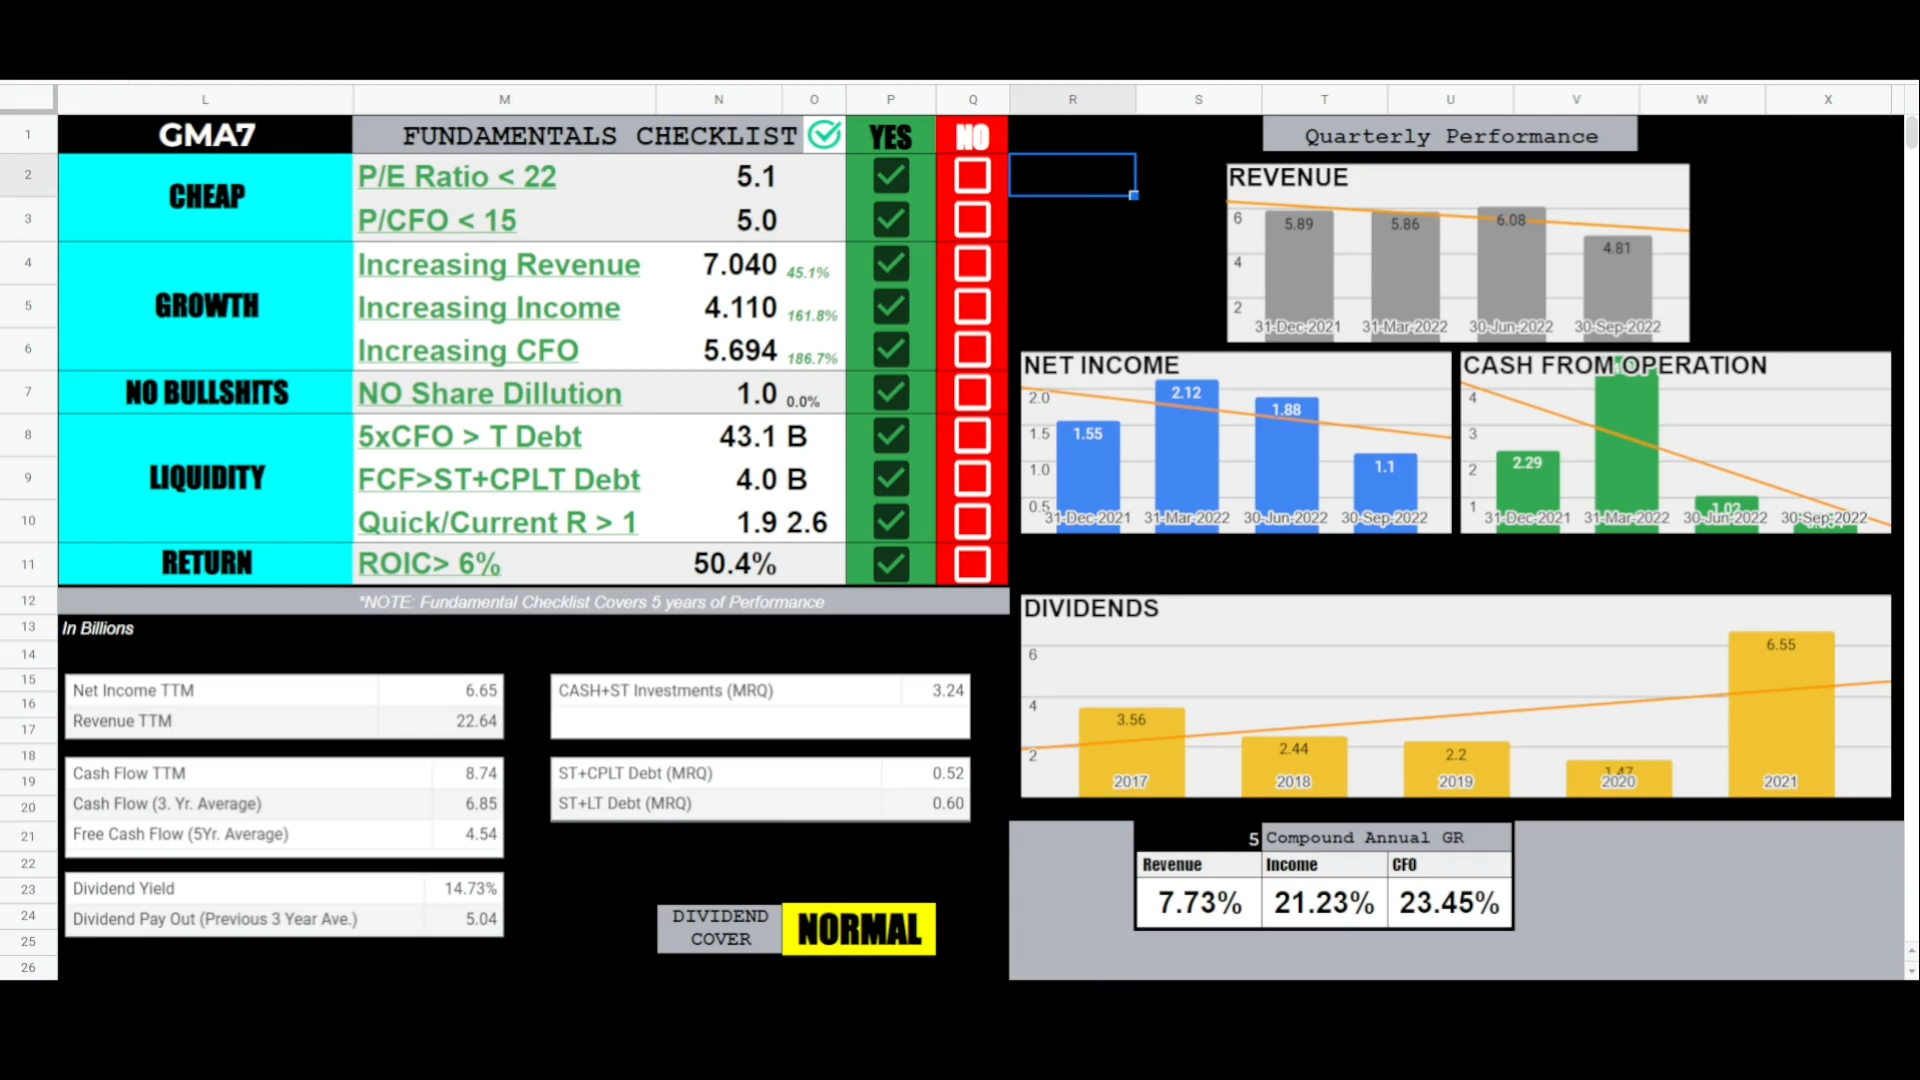 L M N O P Q R S T U V W X
1 GMA7 FUNDAMENTALS CHECKLIST YES NO
2 CHEAP P/E Ratio < 22 5.1
3 P/CFO < 15 5.0
4 GROWTH Increasing Revenue 7.040 45.1%
5 Increasing Income 4.110 161.8%
6 Increasing CFO 5.694 186.7%
7 NO BULLSHITS NO Share Dillution 1.0 0.0%
8 LIQUIDITY 5xCFO > T Debt 43.1 B
9 FCF>ST+CPLT Debt 4.0 B
10 Quick/Current R > 1 1.9 2.6
11 RETURN ROIC> 6% 50.4%
12 *NOTE: Fundamental Checklist Covers 5 years of Performance
13 In Billions
14
15
16
17
18
19
20
21
22
23
24
25
26
Net Income TTM 6.65
Revenue TTM 22.64
Cash Flow TTM 8.74
Cash Flow (3. Yr. Average) 6.85
Free Cash Flow (5Yr. Average) 4.54
Dividend Yield 14.73%
Dividend Pay Out (Previous 3 Year Ave.) 5.04
CASH+ST Investments (MRQ) 3.24
ST+CPLT Debt (MRQ) 0.52
ST+LT Debt (MRQ) 0.60
DIVIDEND
COVER
NORMAL
Quarterly Performance
REVENUE
6
4
2
5.89 5.86 6.08 4.81
31-Dec-2021 31-Mar-2022 30-Jun-2022 30-Sep-2022
NET INCOME
2.0
1.5
1.0
0.5
1.55 2.12 1.88 1.1
31-Dec-2021 31-Mar-2022 30-Jun-2022 30-Sep-2022
CASH FROM OPERATION
4
3
2
1
2.29 1.02
31-Dec-2021 31-Mar-2022 30-Jun-2022 30-Sep-2022
DIVIDENDS
6
4
2
3.56 2.44 2.2 1.47 6.55
2017 2018 2019 2020 2021
5 Compound Annual GR
Revenue Income CFO
7.73% 21.23% 23.45%